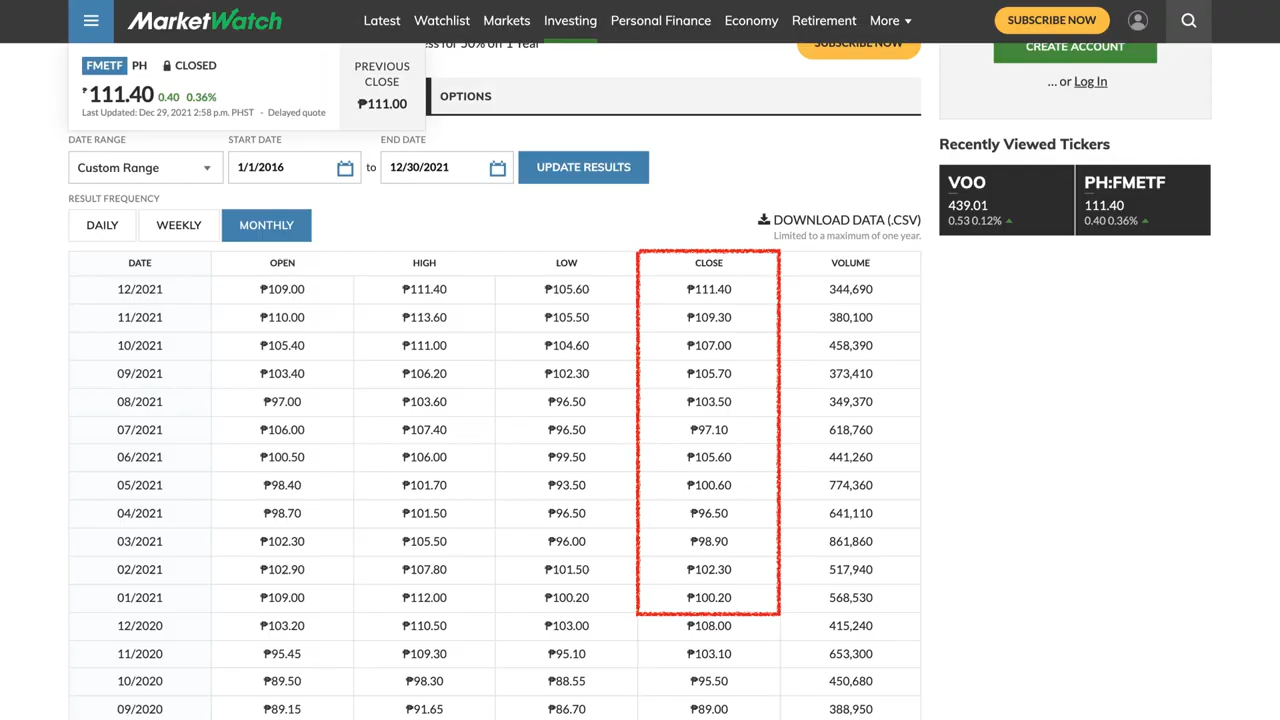 MarketWatch Latest Watchlist Markets Investing Personal Finance Economy Retirement More SUBSCRIBE NOW
ess for 50% on 1 Year SUBSCRIBE NOW CREATE ACCOUNT
FMETF PH CLOSED
₱111.40 0.40 0.36%
Last Updated: Dec 29, 2021 2:58 p.m. PHST - Delayed quote
PREVIOUS
CLOSE
₱111.00
OPTIONS
... or Log In
DATE RANGE START DATE END DATE
Custom Range 1/1/2016 to 12/30/2021 UPDATE RESULTS
Recently Viewed Tickers
VOO
439.01
0.53 0.12%
PH:FMETF
111.40
0.40 0.36%
RESULT FREQUENCY
DAILY WEEKLY MONTHLY
DOWNLOAD DATA (.CSV)
Limited to a maximum of one year.
DATE OPEN HIGH LOW CLOSE VOLUME
12/2021 ₱109.00 ₱111.40 ₱105.60 ₱111.40 344,690
11/2021 ₱110.00 ₱113.60 ₱105.50 ₱109.30 380,100
10/2021 ₱105.40 ₱111.00 ₱104.60 ₱107.00 458,390
09/2021 ₱103.40 ₱106.20 ₱102.30 ₱105.70 373,410
08/2021 ₱97.00 ₱103.60 ₱96.50 ₱103.50 349,370
07/2021 ₱106.00 ₱107.40 ₱96.50 ₱97.10 618,760
06/2021 ₱100.50 ₱106.00 ₱99.50 ₱105.60 441,260
05/2021 ₱98.40 ₱101.70 ₱93.50 ₱100.60 774,360
04/2021 ₱98.70 ₱101.50 ₱96.50 ₱96.50 641,110
03/2021 ₱102.30 ₱105.50 ₱96.00 ₱98.90 861,860
02/2021 ₱102.90 ₱107.80 ₱101.50 ₱102.30 517,940
01/2021 ₱109.00 ₱112.00 ₱100.20 ₱100.20 568,530
12/2020 ₱103.20 ₱110.50 ₱103.00 ₱108.00 415,240
11/2020 ₱95.45 ₱109.30 ₱95.10 ₱103.10 653,300
10/2020 ₱89.50 ₱98.30 ₱88.55 ₱95.50 450,680
09/2020 ₱89.15 ₱91.65 ₱86.70 ₱89.00 388,950